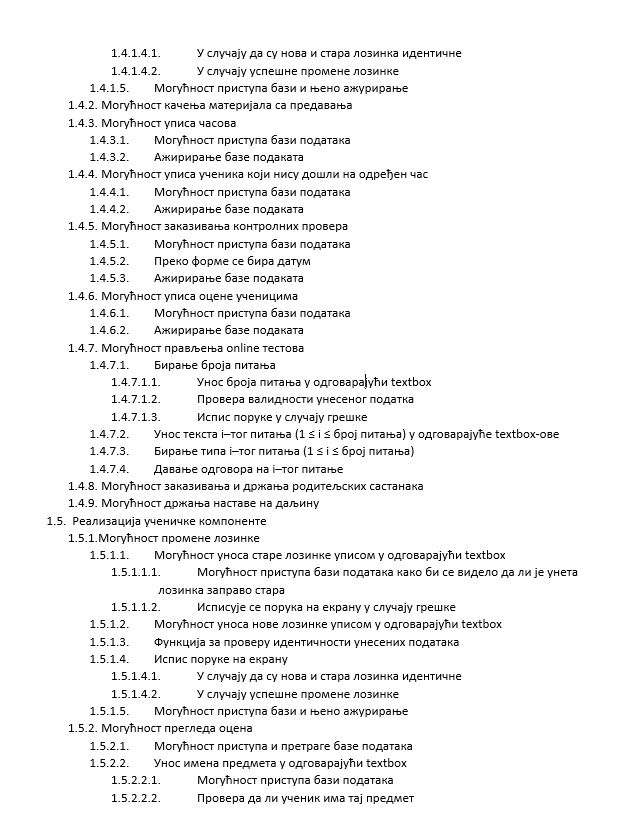 1.4.1.4.1. У случају да су нова и стара лозинка идентичне
1.4.1.4.2. У случају успешне промене лозинке
1.4.1.5. Могућност приступа бази и њено ажурирање
1.4.2. Могућност качења материјала са предавања
1.4.3. Могућност уписа часова
1.4.3.1. Могућност приступа бази података
1.4.3.2. Ажирирање базе подаката
1.4.4. Могућност уписа ученика који нису дошли на одређен час
1.4.4.1. Могућност приступа бази података
1.4.4.2. Ажирирање базе подаката
1.4.5. Могућност заказивања контролних провера
1.4.5.1. Могућност приступа бази података
1.4.5.2. Преко форме се бира датум
1.4.5.3. Ажирирање базе подаката
1.4.6. Могућност уписа оцене ученицима
1.4.6.1. Могућност приступа бази података
1.4.6.2. Ажирирање базе подаката
1.4.7. Могућност прављења online тестова
1.4.7.1. Бирање броја питања
1.4.7.1.1. Унос броја питања у одговарајући textbox
1.4.7.1.2. Провера валидности унесеног податка
1.4.7.1.3. Испис поруке у случају грешке
1.4.7.2. Унос текста i–тог питања (1 ≤ i ≤ број питања) у одговарајуће textbox-ове
1.4.7.3. Бирање типа i–тог питања (1 ≤ i ≤ број питања)
1.4.7.4. Давање одговора на i–тог питање
1.4.8. Могућност заказивања и држања родитељских састанака
1.4.9. Могућност држања наставе на даљину
1.5. Реализација ученичке компоненте
1.5.1.Могућност промене лозинке
1.5.1.1. Могућност уноса старе лозинке уписом у одговарајући textbox
1.5.1.1.1. Могућност приступа бази података како би се видело да ли је унета
лозинка заправо стара
1.5.1.1.2. Исписује се порука на екрану у случају грешке
1.5.1.2. Могућност уноса нове лозинке уписом у одговарајући textbox
1.5.1.3. Функција за проверу идентичности унесених података
1.5.1.4. Испис поруке на екрану
1.5.1.4.1. У случају да су нова и стара лозинка идентичне
1.5.1.4.2. У случају успешне промене лозинке
1.5.1.5. Могућност приступа бази и њено ажурирање
1.5.2. Могућност прегледа оцена
1.5.2.1. Могућност приступа и претраге базе података
1.5.2.2. Унос имена предмета у одговарајући textbox
1.5.2.2.1. Могућност приступа бази података
1.5.2.2.2. Провера да ли ученик има тај предмет